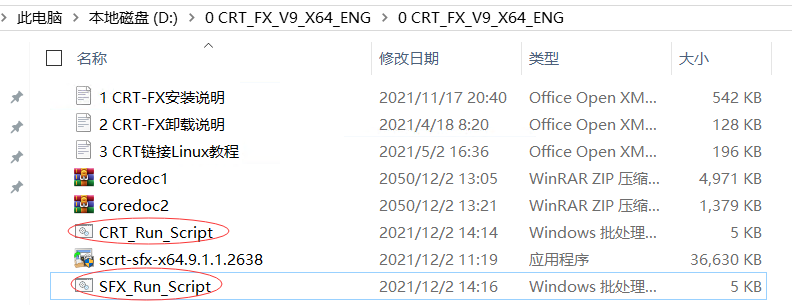 此电脑 > 本地磁盘 (D:) > 0 CRT_FX_V9_X64_ENG > 0 CRT_FX_V9_X64_ENG
名称 修改日期 类型 大小
1 CRT-FX安装说明 2021/11/17 20:40 Office Open XM... 542 KB
2 CRT-FX卸载说明 2021/4/18 8:20 Office Open XM... 128 KB
3 CRT链接Linux教程 2021/5/2 16:36 Office Open XM... 196 KB
coredoc1 2050/12/2 13:05 WinRAR ZIP 压缩... 4,971 KB
coredoc2 2050/12/2 13:21 WinRAR ZIP 压缩... 1,379 KB
CRT_Run_Script 2021/12/2 14:14 Windows 批处理... 5 KB
scrt-sfx-x64.9.1.1.2638 2021/12/2 11:19 应用程序 36,630 KB
SFX_Run_Script 2021/12/2 14:16 Windows 批处理... 5 KB